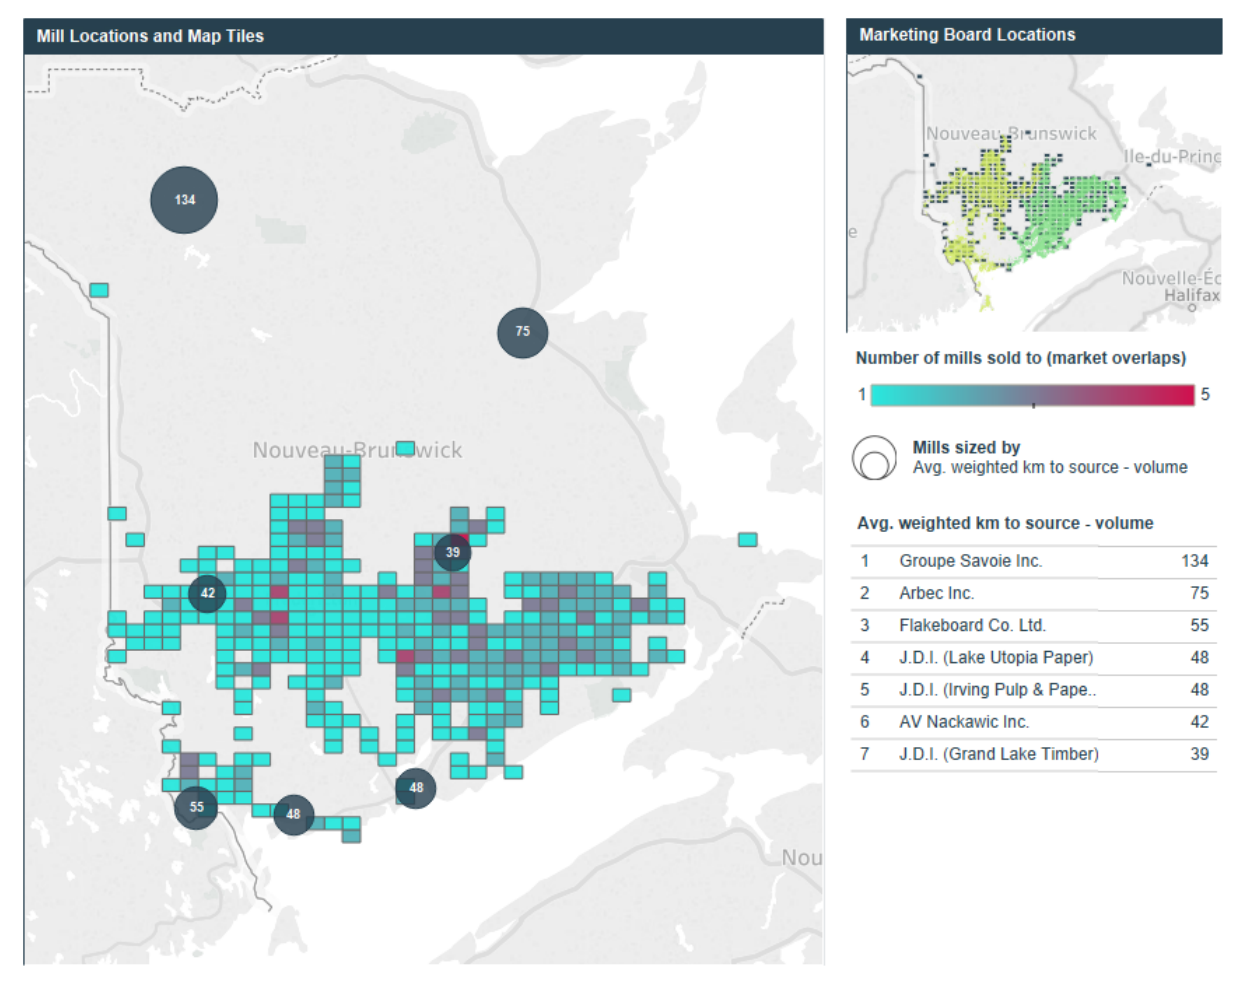 Mill Locations and Map Tiles
134
75
Nouveau-Brunswick
39
42
55
48
48
Nou
Marketing Board Locations
Nouveau-Brunswick
Ile-du-Princ
e
Nouvelle-Éc
Halifax
Number of mills sold to (market overlaps)
1 5
Mills sized by
Avg. weighted km to source - volume
Avg. weighted km to source - volume
1 Groupe Savoie Inc. 134
2 Arbec Inc. 75
3 Flakeboard Co. Ltd. 55
4 J.D.I. (Lake Utopia Paper) 48
5 J.D.I. (Irving Pulp & Pape.. 48
6 AV Nackawic Inc. 42
7 J.D.I. (Grand Lake Timber) 39